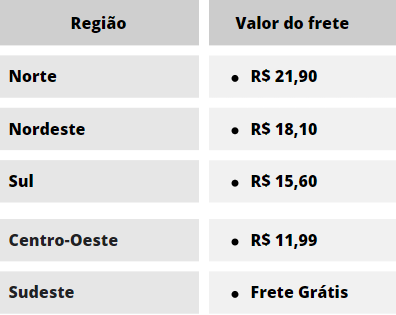 Região Valor do frete
Norte • R$ 21,90
Nordeste • R$ 18,10
Sul • R$ 15,60
Centro-Oeste • R$ 11,99
Sudeste • Frete Grátis